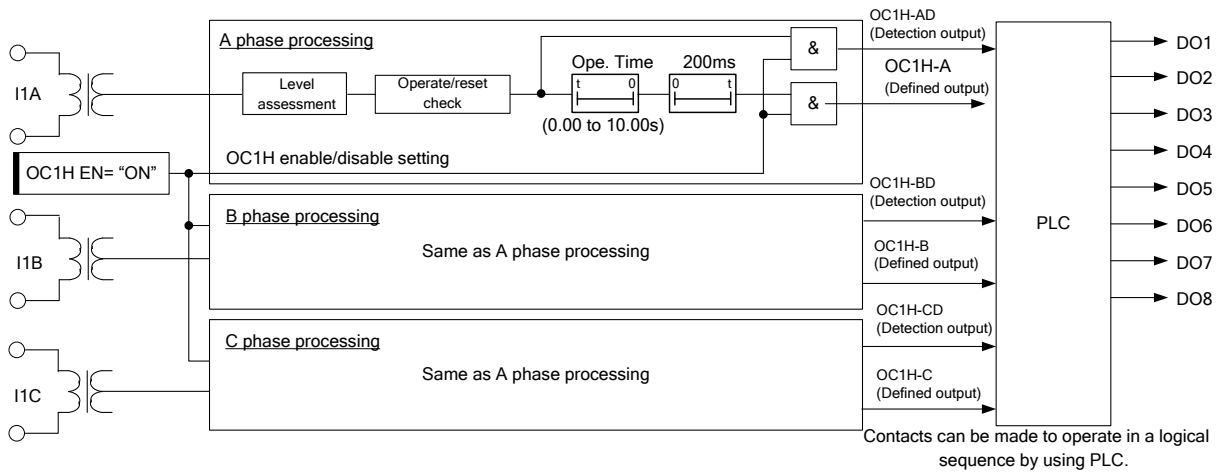 A phase processing
I1A
Level
assessment
Operate/reset
check
Ope. Time
t 0
(0.00 to 10.00s)
200ms
0 t
&
&
OC1H enable/disable setting
OC1H EN= “ON”
OC1H-AD
(Detection output)
OC1H-A
(Defined output)
I1B
B phase processing
Same as A phase processing
OC1H-BD
(Detection output)
OC1H-B
(Defined output)
I1C
C phase processing
Same as A phase processing
OC1H-CD
(Detection output)
OC1H-C
(Defined output)
PLC
DO1
DO2
DO3
DO4
DO5
DO6
DO7
DO8
Contacts can be made to operate in a logical
sequence by using PLC.